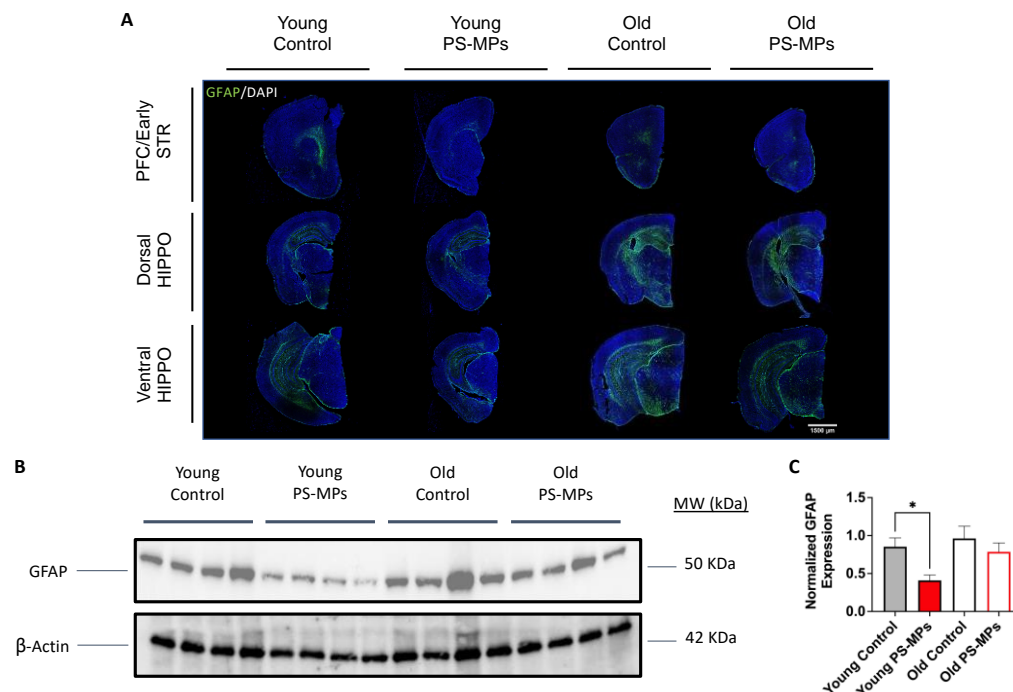 A
Young
Control
Young
PS-MPs
Old
Control
Old
PS-MPs
GFAP/DAPI
PFC/Early
STR
Dorsal
HIPPO
Ventral
HIPPO
1500 µm
B
Young
Control
Young
PS-MPs
Old
Control
Old
PS-MPs
MW (kDa)
GFAP
50 KDa
β-Actin
42 KDa
C
Normalized GFAP
Expression
1.5
1.0
0.5
0.0
*
Young Control
Young PS-MPs
Old Control
Old PS-MPs